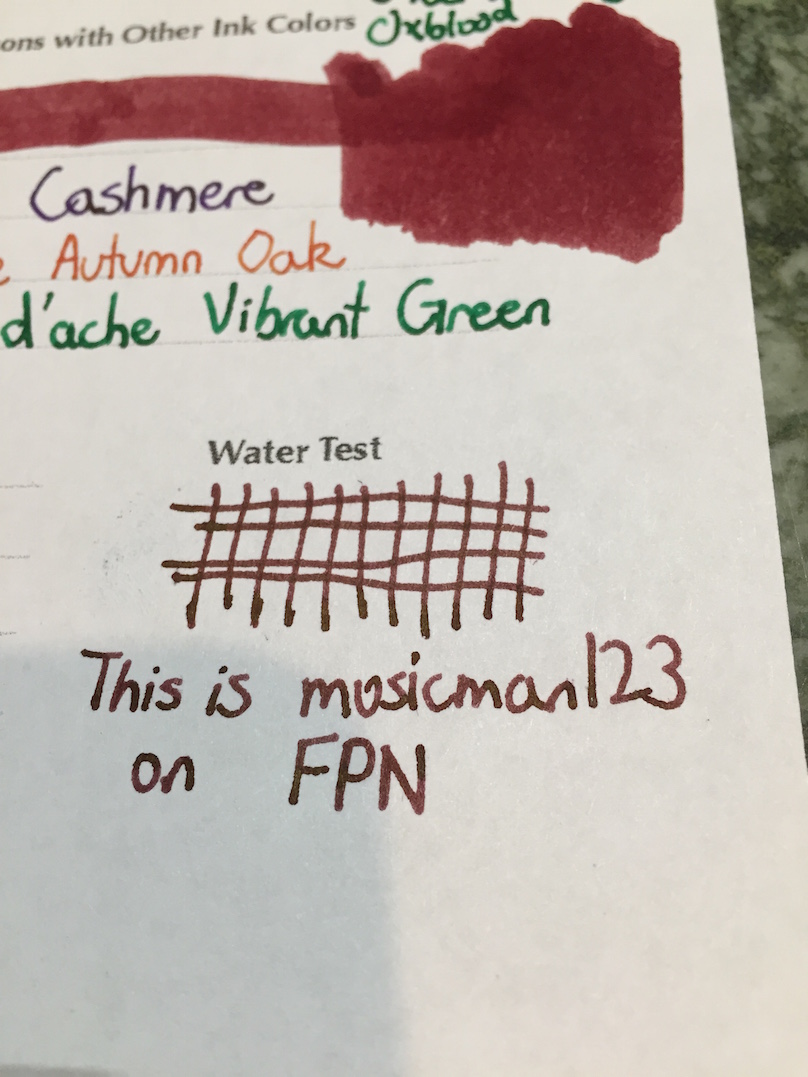 ons with Other Ink Colors
Oxblood
Cashmere
Autumn Oak
d'ache Vibrant Green
Water Test
This is musicman123
on FPN